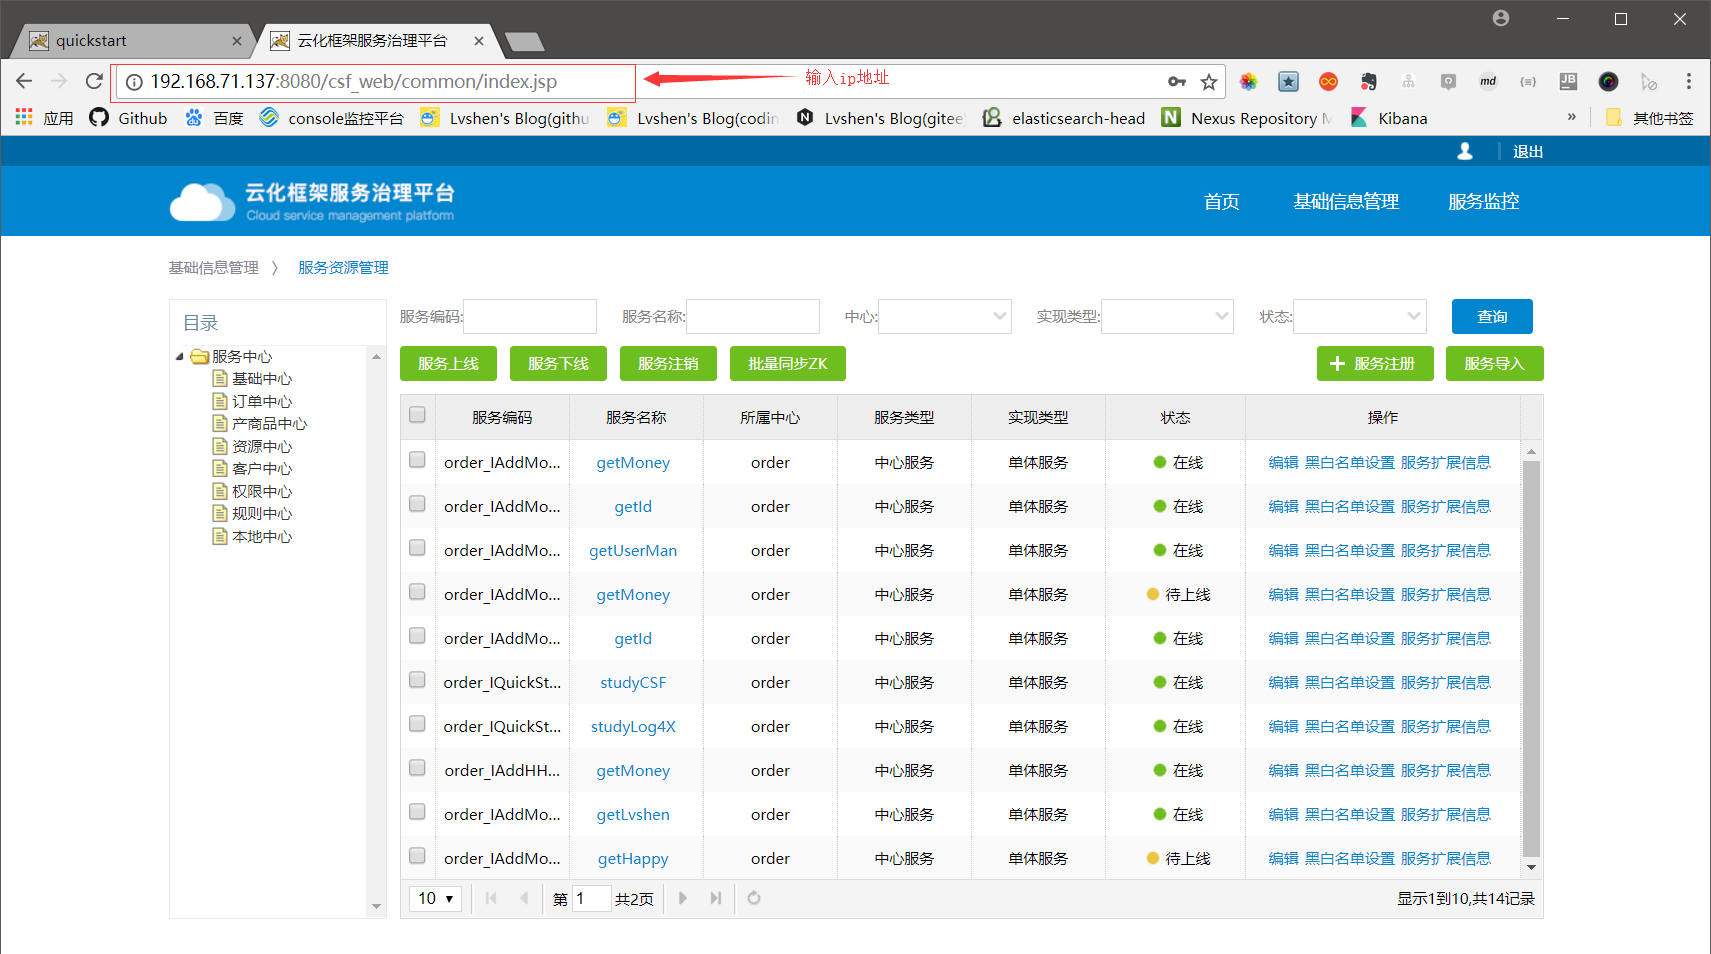 quickstart
云化框架服务治理平台
192.168.71.137:8080/csf_web/common/index.jsp
输入ip地址
md
JB
应用
Github
百度
console监控平台
Lvshen's Blog(githu
Lvshen's Blog(codin
Lvshen's Blog(gitee
elasticsearch-head
Nexus Repository M
Kibana
»
其他书签
退出
云化框架服务治理平台
Cloud service management platform
首页
基础信息管理
服务监控
基础信息管理 〉 服务资源管理
目录
服务中心
基础中心
订单中心
产商品中心
资源中心
客户中心
权限中心
规则中心
本地中心
服务编码:
服务名称:
中心:
实现类型:
状态:
查询
服务上线
服务下线
服务注销
批量同步ZK
服务注册
服务导入
服务编码 服务名称 所属中心 服务类型 实现类型 状态 操作
order_IAddMo... getMoney order 中心服务 单体服务 在线 编辑 黑白名单设置 服务扩展信息
order_IAddMo... getId order 中心服务 单体服务 在线 编辑 黑白名单设置 服务扩展信息
order_IAddMo... getUserMan order 中心服务 单体服务 在线 编辑 黑白名单设置 服务扩展信息
order_IAddMo... getMoney order 中心服务 单体服务 待上线 编辑 黑白名单设置 服务扩展信息
order_IAddMo... getId order 中心服务 单体服务 在线 编辑 黑白名单设置 服务扩展信息
order_IQuickSt... studyCSF order 中心服务 单体服务 在线 编辑 黑白名单设置 服务扩展信息
order_IQuickSt... studyLog4X order 中心服务 单体服务 在线 编辑 黑白名单设置 服务扩展信息
order_IAddHH... getMoney order 中心服务 单体服务 在线 编辑 黑白名单设置 服务扩展信息
order_IAddMo... getLvshen order 中心服务 单体服务 在线 编辑 黑白名单设置 服务扩展信息
order_IAddMo... getHappy order 中心服务 单体服务 待上线 编辑 黑白名单设置 服务扩展信息
10 第 1 共2页
显示1到10,共14记录